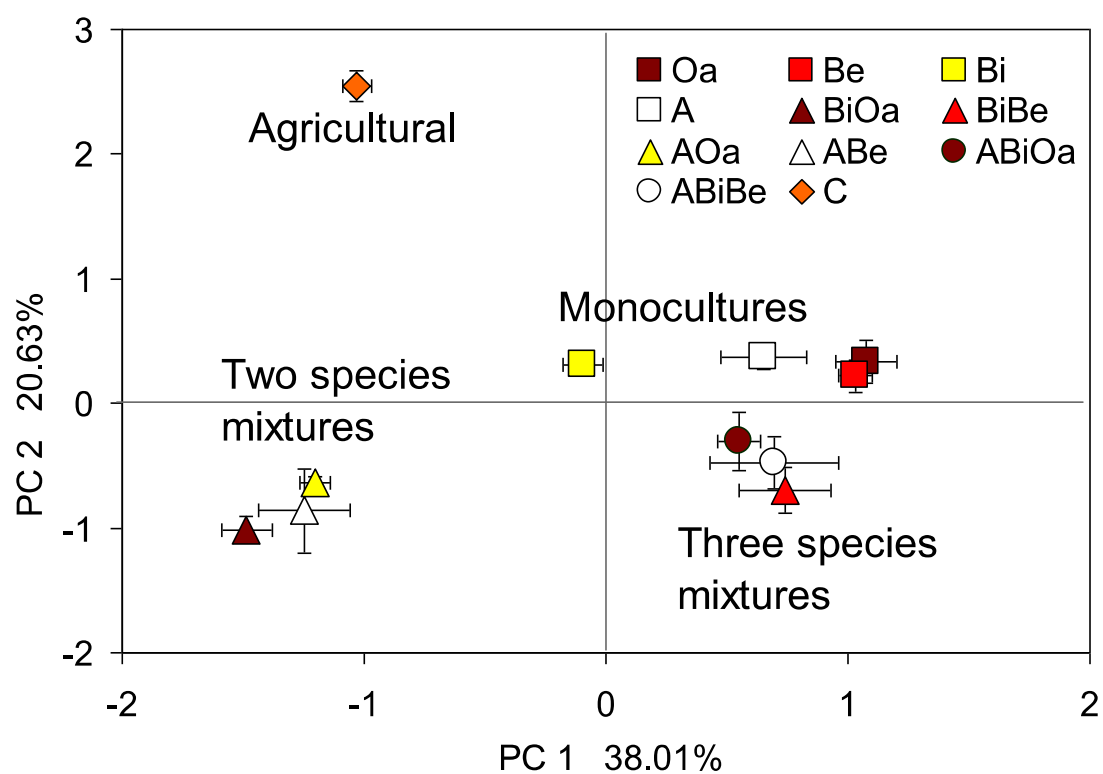 3
Oa Be Bi
A BiOa BiBe
AOa ABe ABiOa
ABiBe C
Agricultural
2
1
Monocultures
Two species
mixtures
0
-1
Three species
mixtures
-2
-2 -1 0 1 2
PC 1 38.01%
PC 2 20.63%